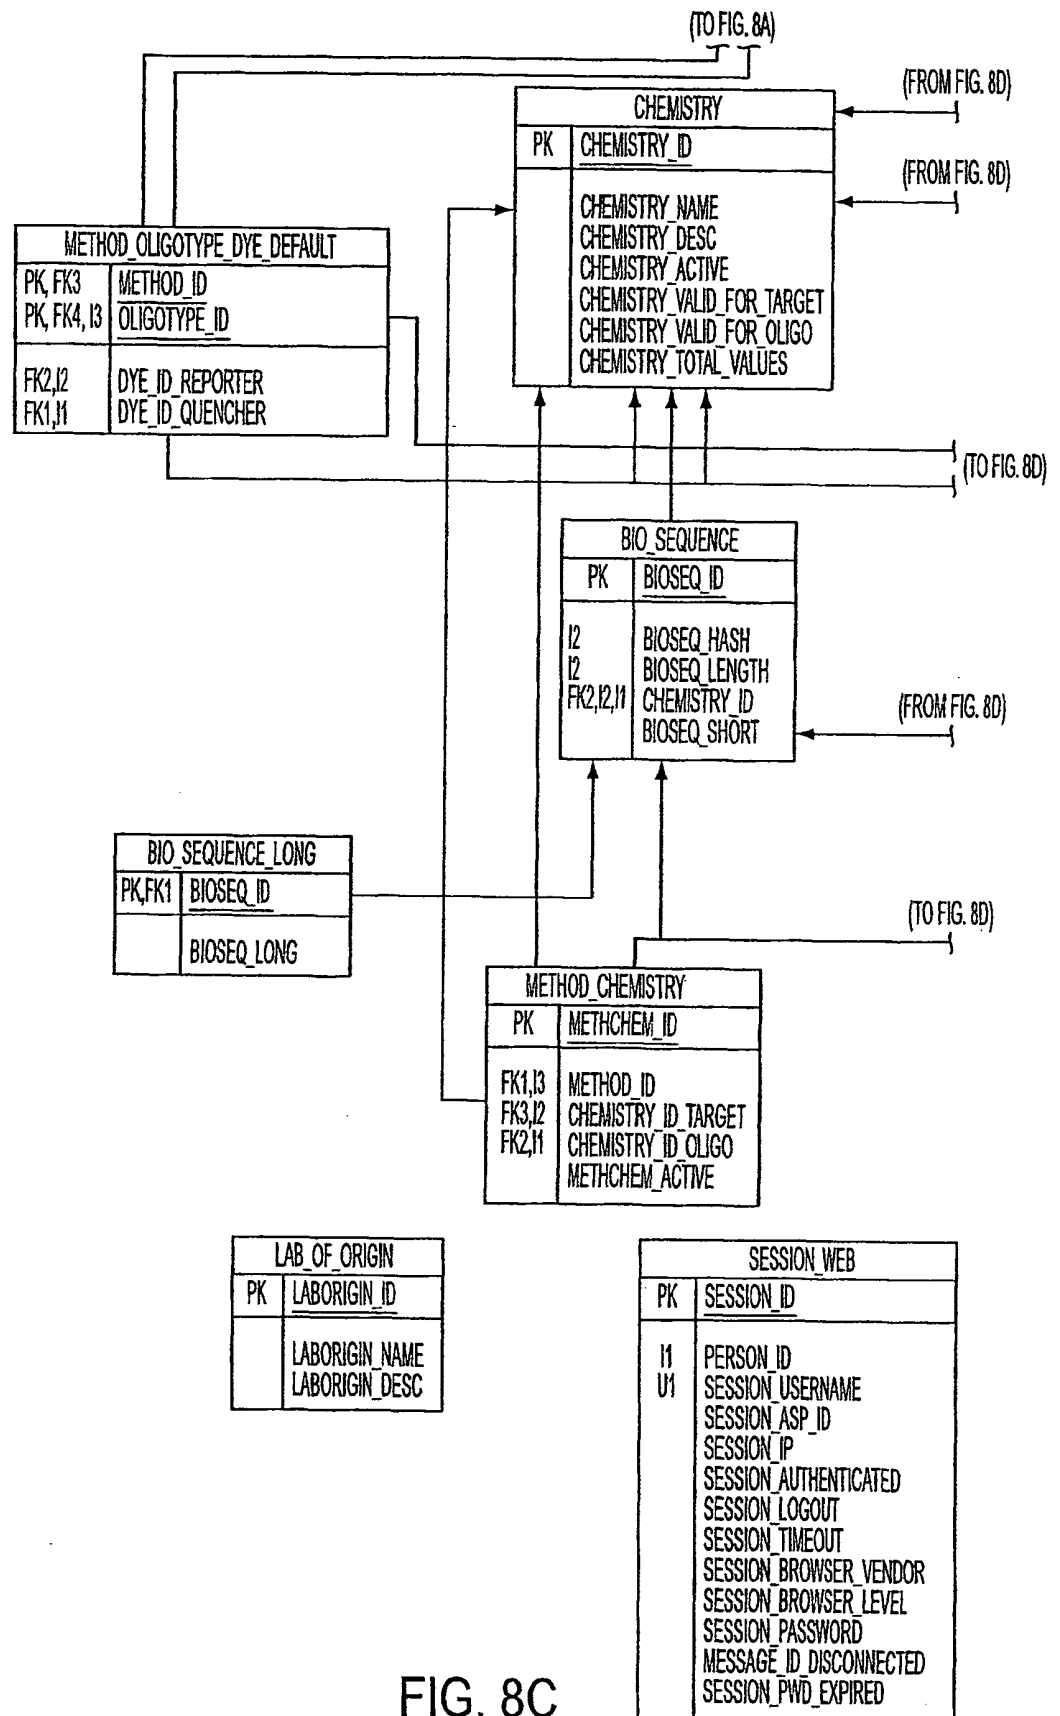 (TO FIG. 8A)
(FROM FIG. 8D)
CHEMISTRY
PK CHEMISTRY_ID
(FROM FIG. 8D)
CHEMISTRY_NAME
CHEMISTRY_DESC
CHEMISTRY_ACTIVE
CHEMISTRY_VALID_FOR_TARGET
CHEMISTRY_VALID_FOR_OLIGO
CHEMISTRY_TOTAL_VALUES
METHOD_OLIGOTYPE_DYE_DEFAULT
PK, FK3 METHOD_ID
PK, FK4, I3 OLIGOTYPE_ID
FK2,I2 DYE_ID_REPORTER
FK1,I1 DYE_ID_QUENCHER
(TO FIG. 8D)
BIO_SEQUENCE
PK BIOSEQ_ID
I2 BIOSEQ_HASH
I2 BIOSEQ_LENGTH
FK2,I2,I1 CHEMISTRY_ID
BIOSEQ_SHORT
(FROM FIG. 8D)
BIO_SEQUENCE_LONG
PK,FK1 BIOSEQ_ID
BIOSEQ_LONG
(TO FIG. 8D)
METHOD_CHEMISTRY
PK METHCHEM_ID
FK1,I3 METHOD_ID
FK3,I2 CHEMISTRY_ID_TARGET
FK2,I1 CHEMISTRY_ID_OLIGO
METHCHEM_ACTIVE
LAB_OF_ORIGIN
PK LABORIGIN_ID
LABORIGIN_NAME
LABORIGIN_DESC
SESSION_WEB
PK SESSION_ID
I1 PERSON_ID
U1 SESSION_USERNAME
SESSION_ASP_ID
SESSION_IP
SESSION_AUTHENTICATED
SESSION_LOGOUT
SESSION_TIMEOUT
SESSION_BROWSER_VENDOR
SESSION_BROWSER_LEVEL
SESSION_PASSWORD
MESSAGE_ID_DISCONNECTED
SESSION_PWD_EXPIRED
FIG. 8C